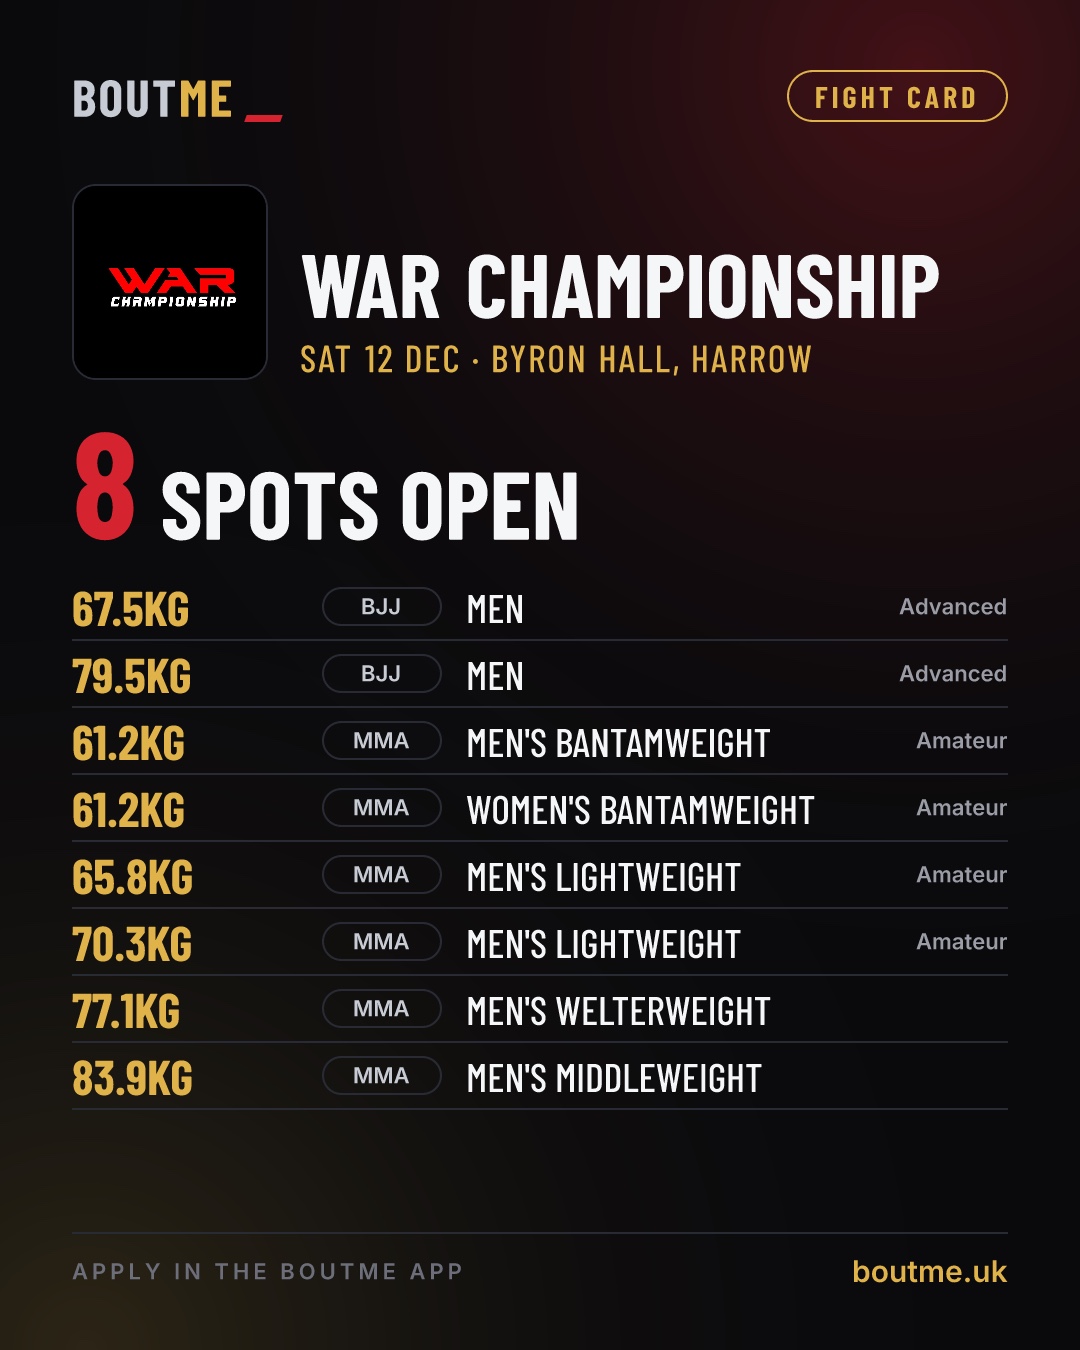 BOUTME
FIGHT CARD
WAR
CHAMPIONSHIP
WAR CHAMPIONSHIP
SAT 12 DEC · BYRON HALL, HARROW
8 SPOTS OPEN
67.5KG BJJ MEN Advanced
79.5KG BJJ MEN Advanced
61.2KG MMA MEN'S BANTAMWEIGHT Amateur
61.2KG MMA WOMEN'S BANTAMWEIGHT Amateur
65.8KG MMA MEN'S LIGHTWEIGHT Amateur
70.3KG MMA MEN'S LIGHTWEIGHT Amateur
77.1KG MMA MEN'S WELTERWEIGHT
83.9KG MMA MEN'S MIDDLEWEIGHT
APPLY IN THE BOUTME APP
boutme.uk